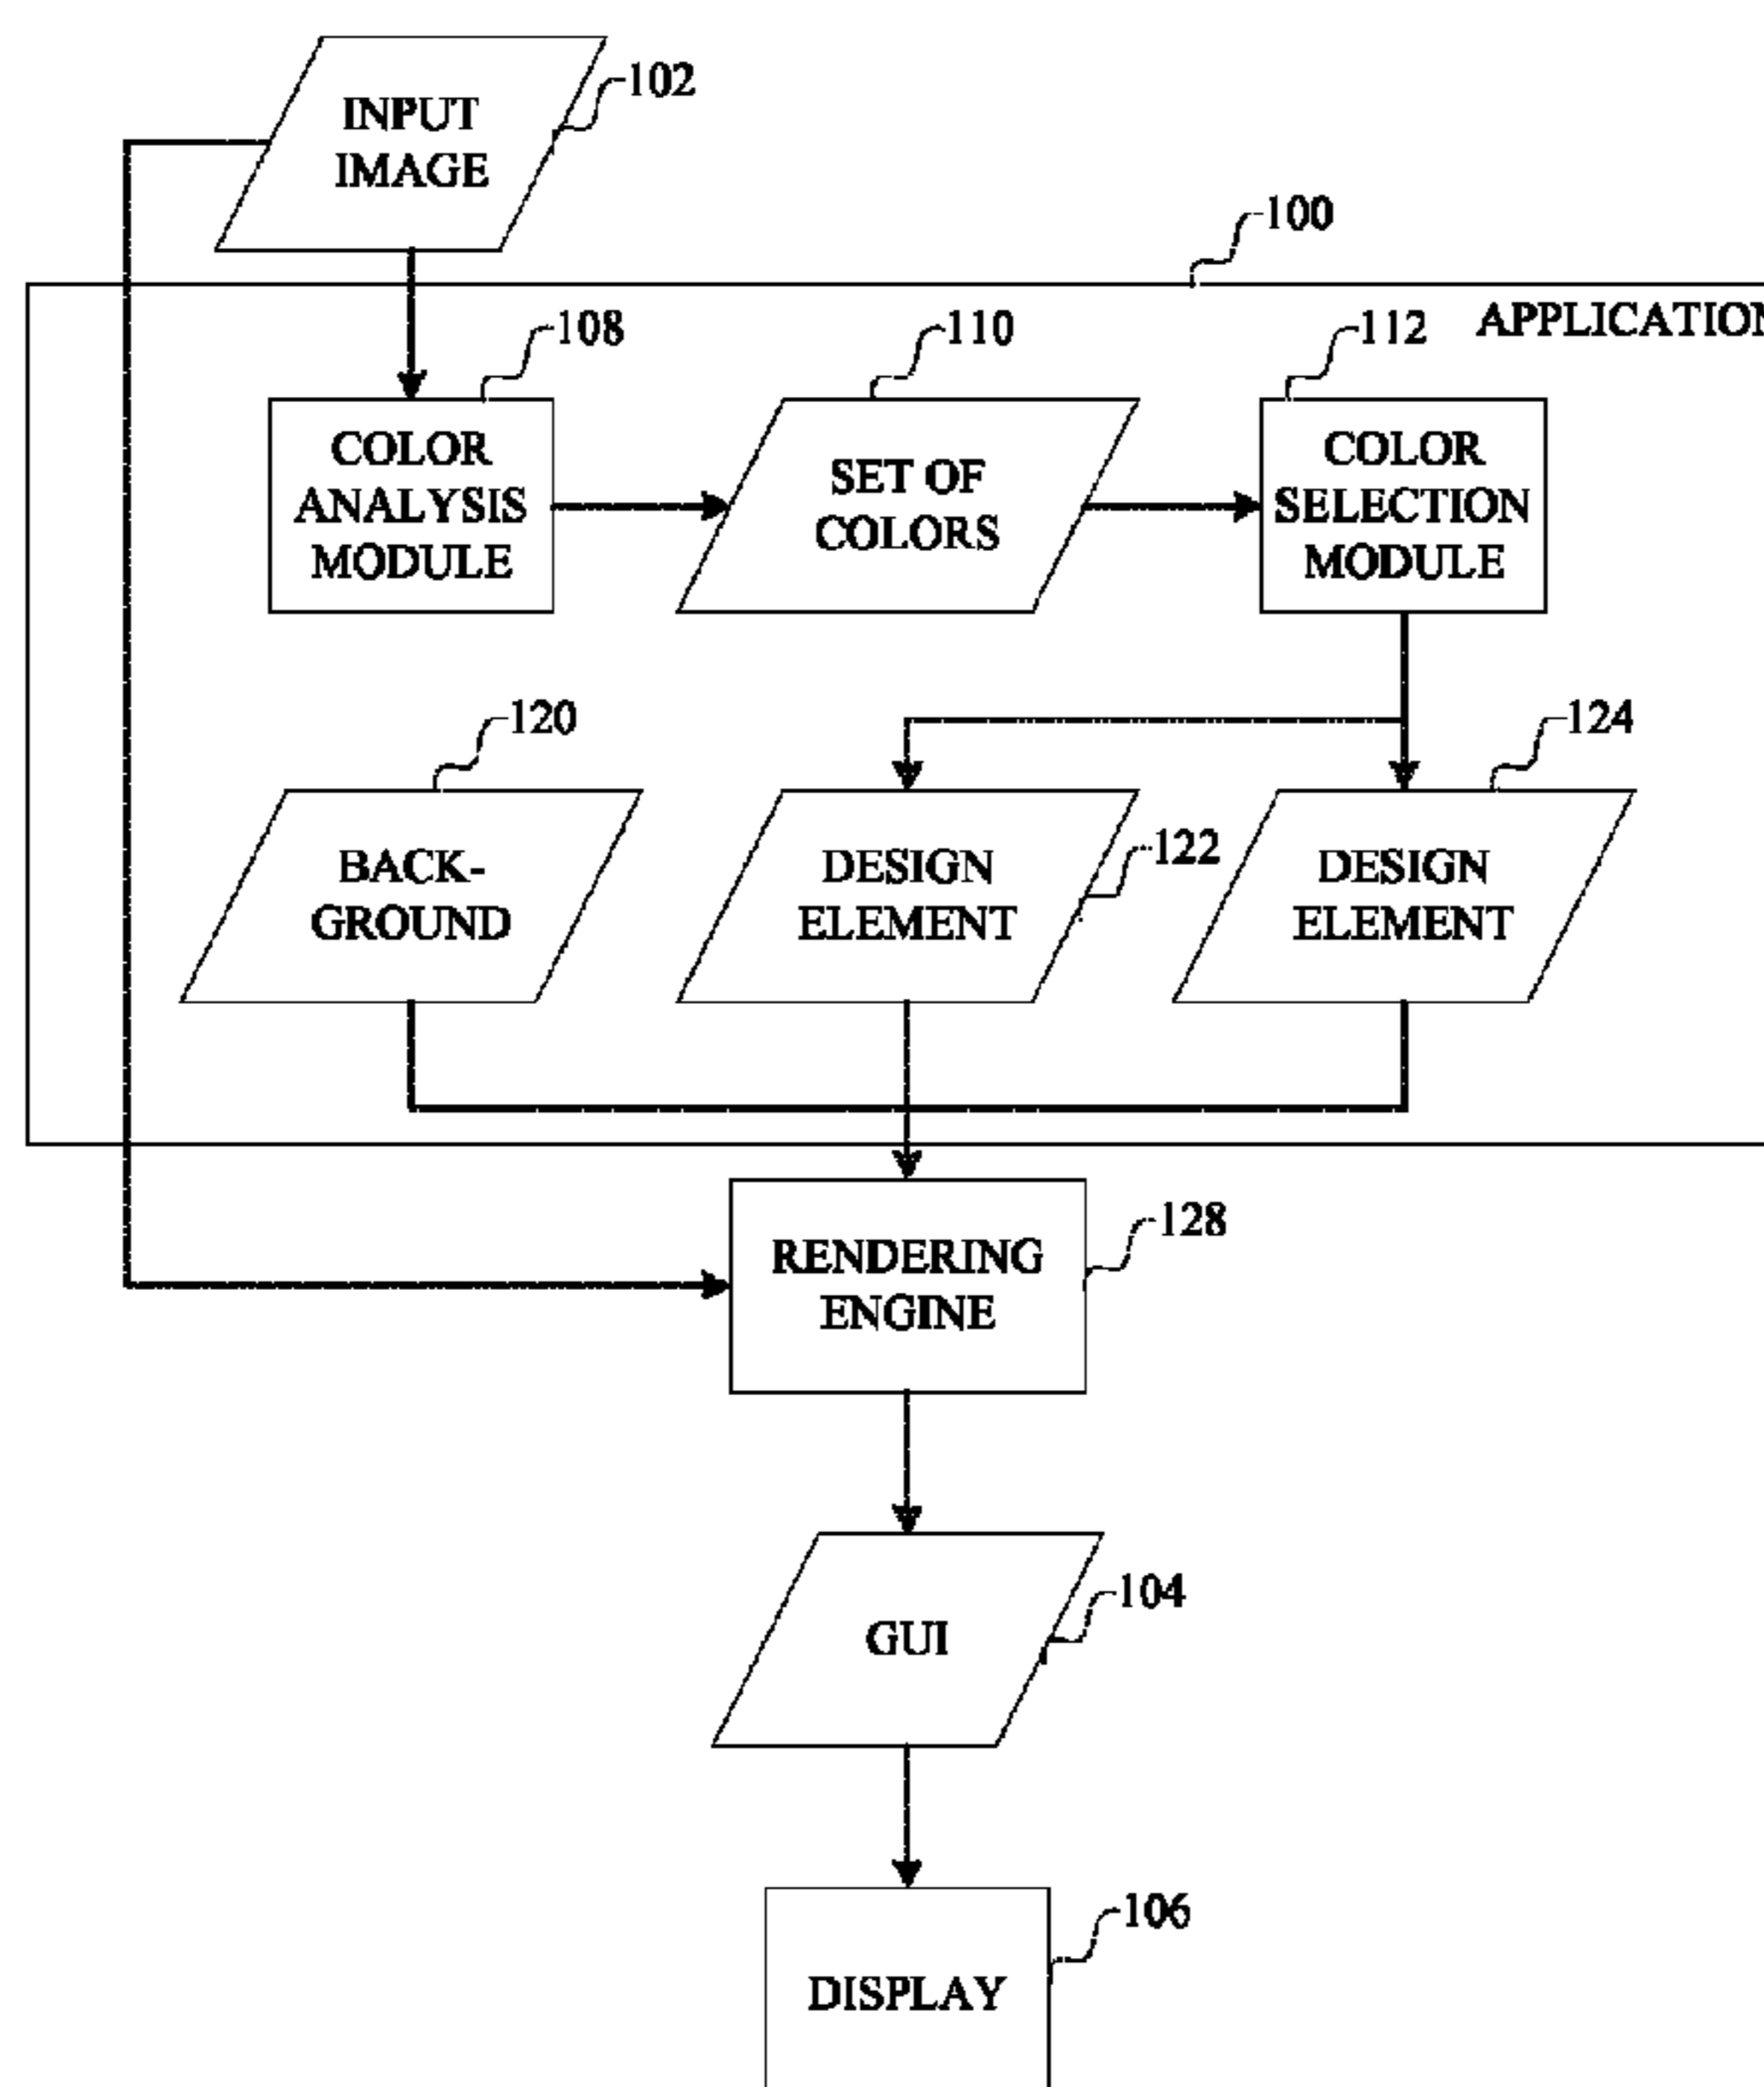 INPUT
IMAGE
102
100
APPLICATION
108
110
112
COLOR
ANALYSIS
MODULE
SET OF
COLORS
COLOR
SELECTION
MODULE
120
124
BACK-
GROUND
DESIGN
ELEMENT
122
DESIGN
ELEMENT
RENDERING
ENGINE
128
GUI
104
DISPLAY
106